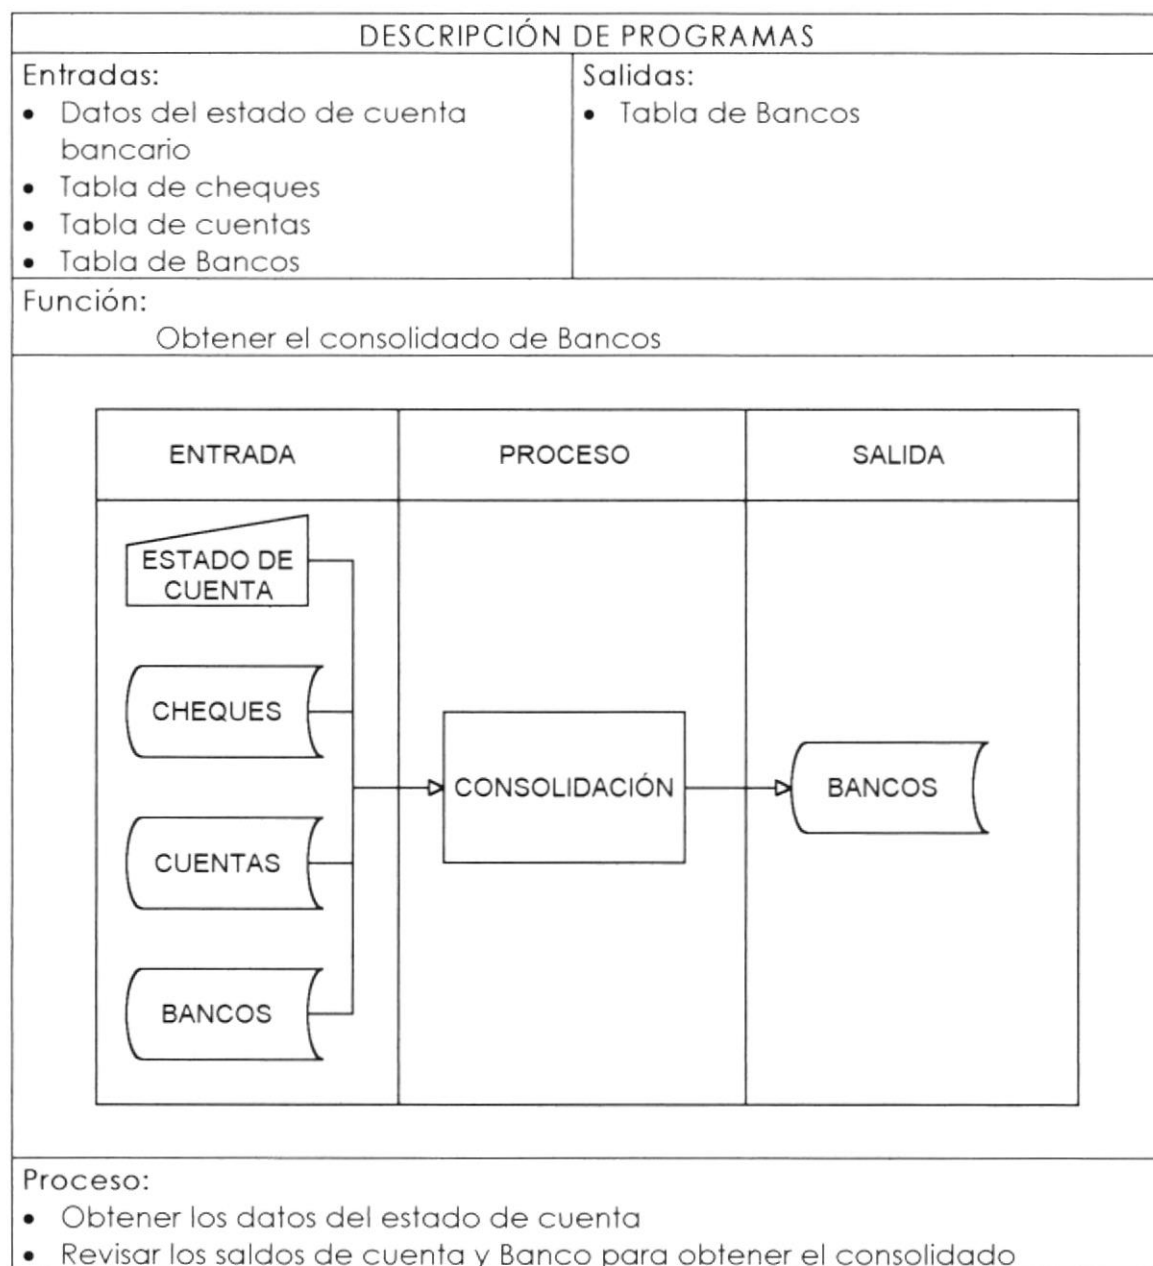 DESCRIPCIÓN DE PROGRAMAS
Entradas:
• Datos del estado de cuenta
bancario
• Tabla de cheques
• Tabla de cuentas
• Tabla de Bancos
Salidas:
• Tabla de Bancos
Función:
Obtener el consolidado de Bancos
ENTRADA
PROCESO
SALIDA
ESTADO DE
CUENTA
CHEQUES
CUENTAS
BANCOS
CONSOLIDACIÓN
BANCOS
Proceso:
• Obtener los datos del estado de cuenta
• Revisar los saldos de cuenta y Banco para obtener el consolidado